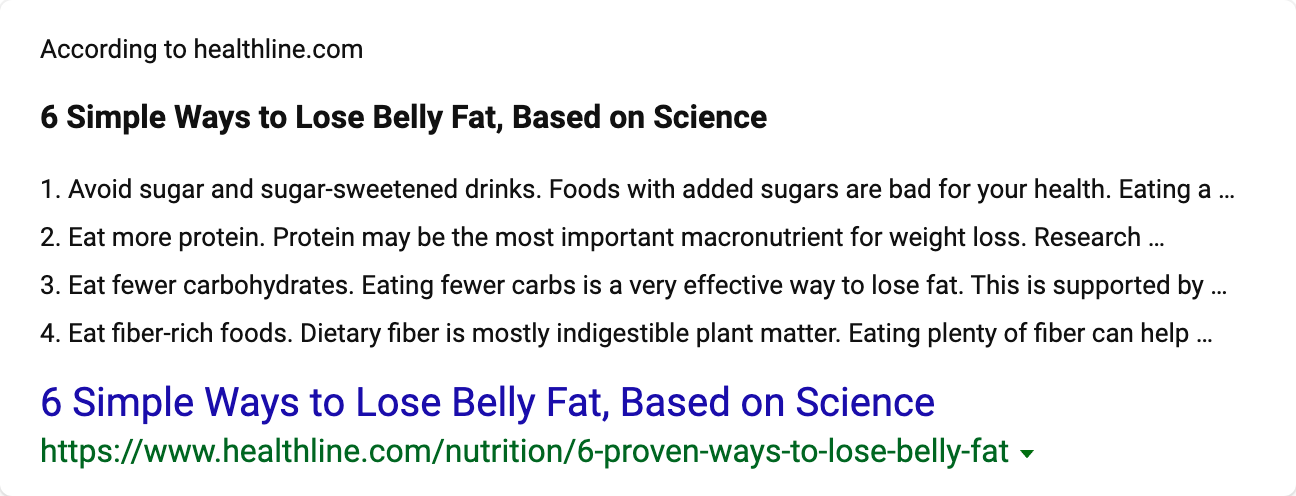 According to healthline.com
6 Simple Ways to Lose Belly Fat, Based on Science
1. Avoid sugar and sugar-sweetened drinks. Foods with added sugars are bad for your health. Eating a ...
2. Eat more protein. Protein may be the most important macronutrient for weight loss. Research ...
3. Eat fewer carbohydrates. Eating fewer carbs is a very effective way to lose fat. This is supported by ...
4. Eat fiber-rich foods. Dietary fiber is mostly indigestible plant matter. Eating plenty of fiber can help ...
6 Simple Ways to Lose Belly Fat, Based on Science
https://www.healthline.com/nutrition/6-proven-ways-to-lose-belly-fat